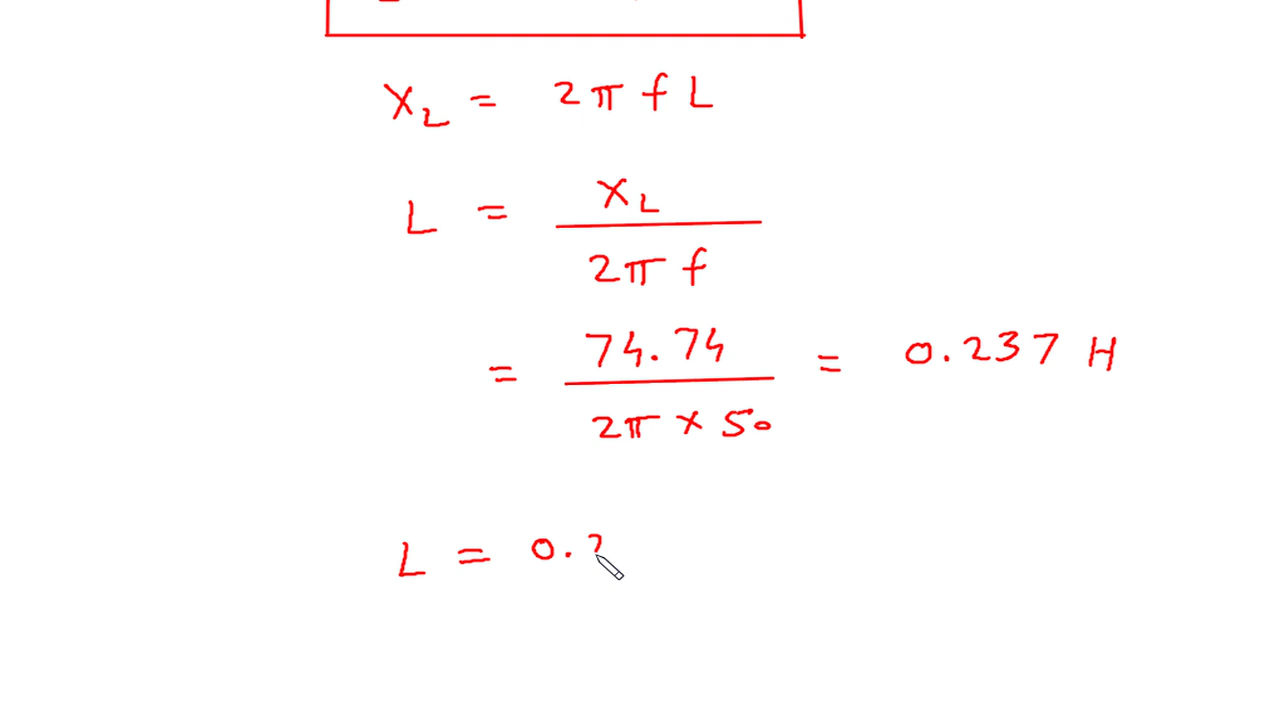 X_L = 2π f L
L = X_L / 2π f
= 74.74 / 2π × 50 = 0.237 H
L = 0.